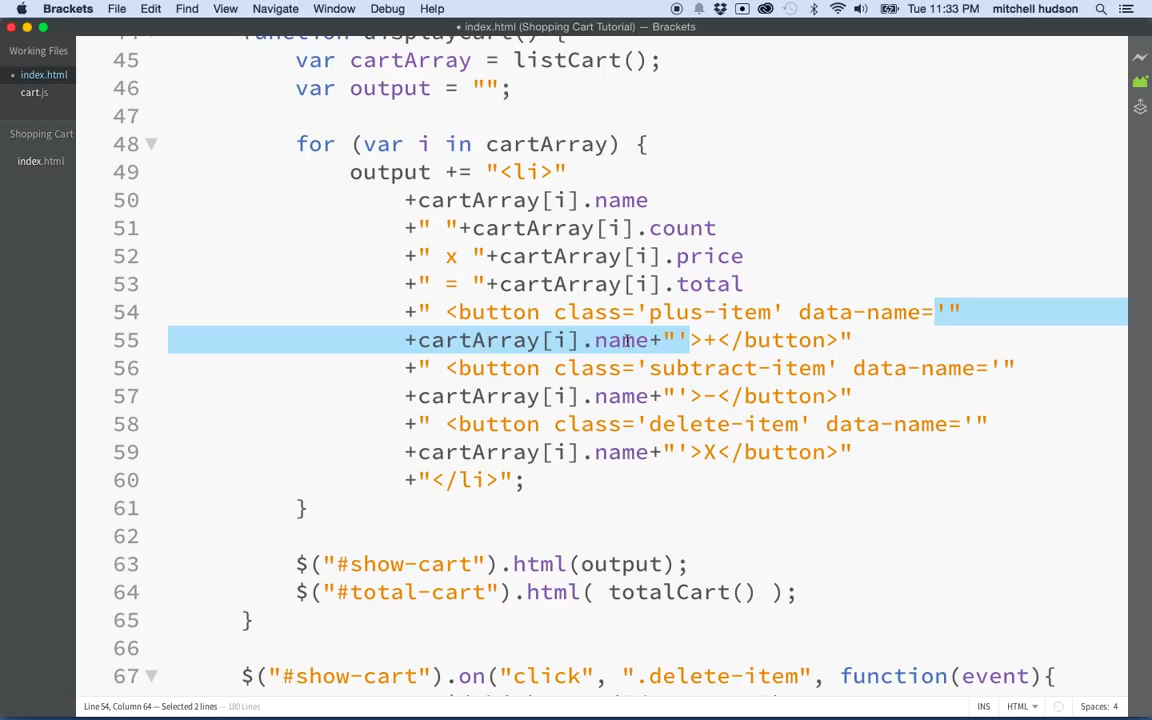 Brackets File Edit Find View Navigate Window Debug Help Tue 11:33 PM mitchell hudson
• index.html (Shopping Cart Tutorial) — Brackets
Working Files
• index.html
cart.js
Shopping Cart
index.html
44 function displayCart() {
45 var cartArray = listCart();
46 var output = "";
47
48 for (var i in cartArray) {
49 output += "<li>"
50 +cartArray[i].name
51 +" "+cartArray[i].count
52 +" x "+cartArray[i].price
53 +" = "+cartArray[i].total
54 +" <button class='plus-item' data-name='"
55 +cartArray[i].name+"'>+</button>"
56 +" <button class='subtract-item' data-name='"
57 +cartArray[i].name+"'>-</button>"
58 +" <button class='delete-item' data-name='"
59 +cartArray[i].name+"'>X</button>"
60 +"</li>";
61 }
62
63 $("#show-cart").html(output);
64 $("#total-cart").html( totalCart() );
65 }
66
67 $("#show-cart").on("click", ".delete-item", function(event){
Line 54, Column 64 — Selected 2 lines — 180 Lines INS HTML Spaces: 4